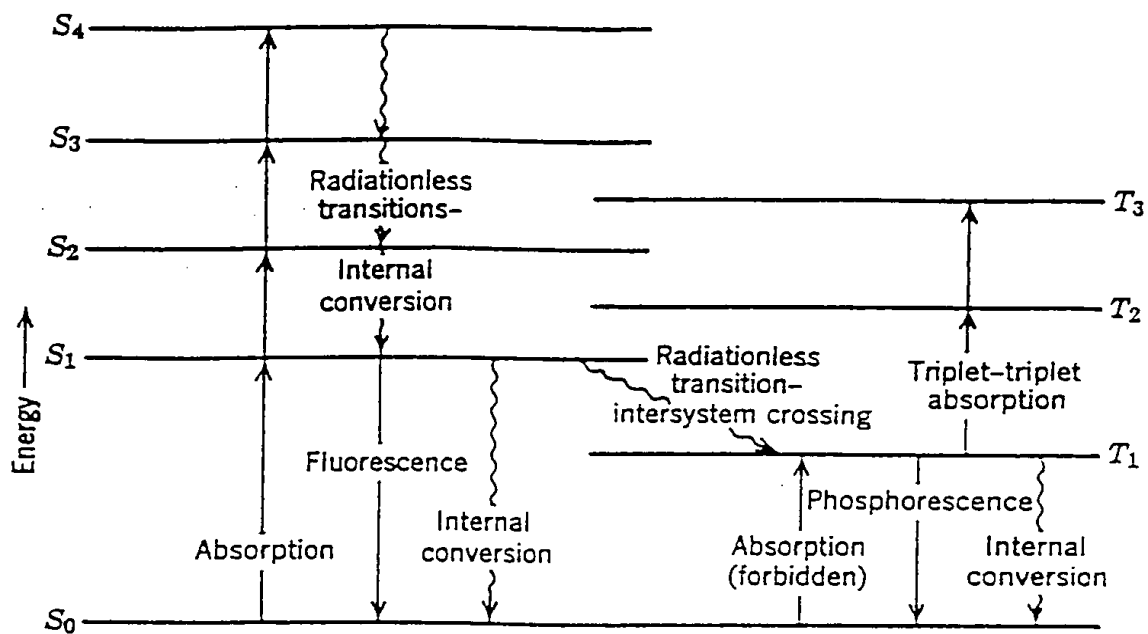 S₄
S₃
Radiationless
transitions–
T₃
S₂
Internal
conversion
T₂
Energy
S₁
Radiationless
transition–
intersystem crossing
Triplet–triplet
absorption
T₁
Fluorescence
Phosphorescence
Absorption
Internal
conversion
Absorption
(forbidden)
Internal
conversion
S₀